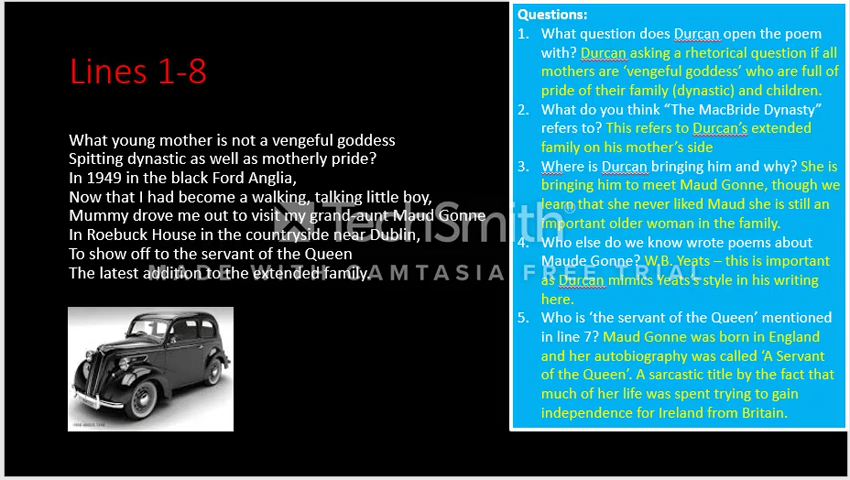 Lines 1-8
What young mother is not a vengeful goddess
Spitting dynastic as well as motherly pride?
In 1949 in the black Ford Anglia,
Now that I had become a walking, talking little boy,
Mummy drove me out to visit my grand-aunt Maud Gonne
In Roebuck House in the countryside near Dublin,
To show off to the servant of the Queen
The latest addition to the extended family.
Questions:
1. What question does Durcan open the poem
with? Durcan asking a rhetorical question if all
mothers are ‘vengeful goddess’ who are full of
pride of their family (dynastic) and children.
2. What do you think “The MacBride Dynasty”
refers to? This refers to Durcan’s extended
family on his mother’s side
3. Where is Durcan bringing him and why? She is
bringing him to meet Maud Gonne, though we
learn that she never liked Maud she is still an
important older woman in the family.
4. Who else do we know wrote poems about
Maude Gonne? W.B. Yeats – this is important
as Durcan mimics Yeats’s style in his writing
here.
5. Who is ‘the servant of the Queen’ mentioned
in line 7? Maud Gonne was born in England
and her autobiography was called ‘A Servant
of the Queen’. A sarcastic title by the fact that
much of her life was spent trying to gain
independence for Ireland from Britain.
TechSmith®
MADE WITH CAMTASIA FREE TRIAL